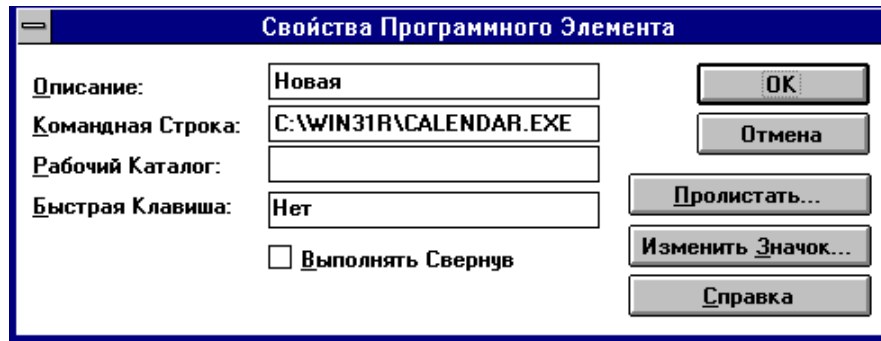 Свойства Программного Элемента
Описание: Новая
Командная Строка: C:\WIN31R\CALENDAR.EXE
Рабочий Каталог:
Быстрая Клавиша: Нет
Выполнять Свернув
OK
Отмена
Пролистать...
Изменить Значок...
Справка